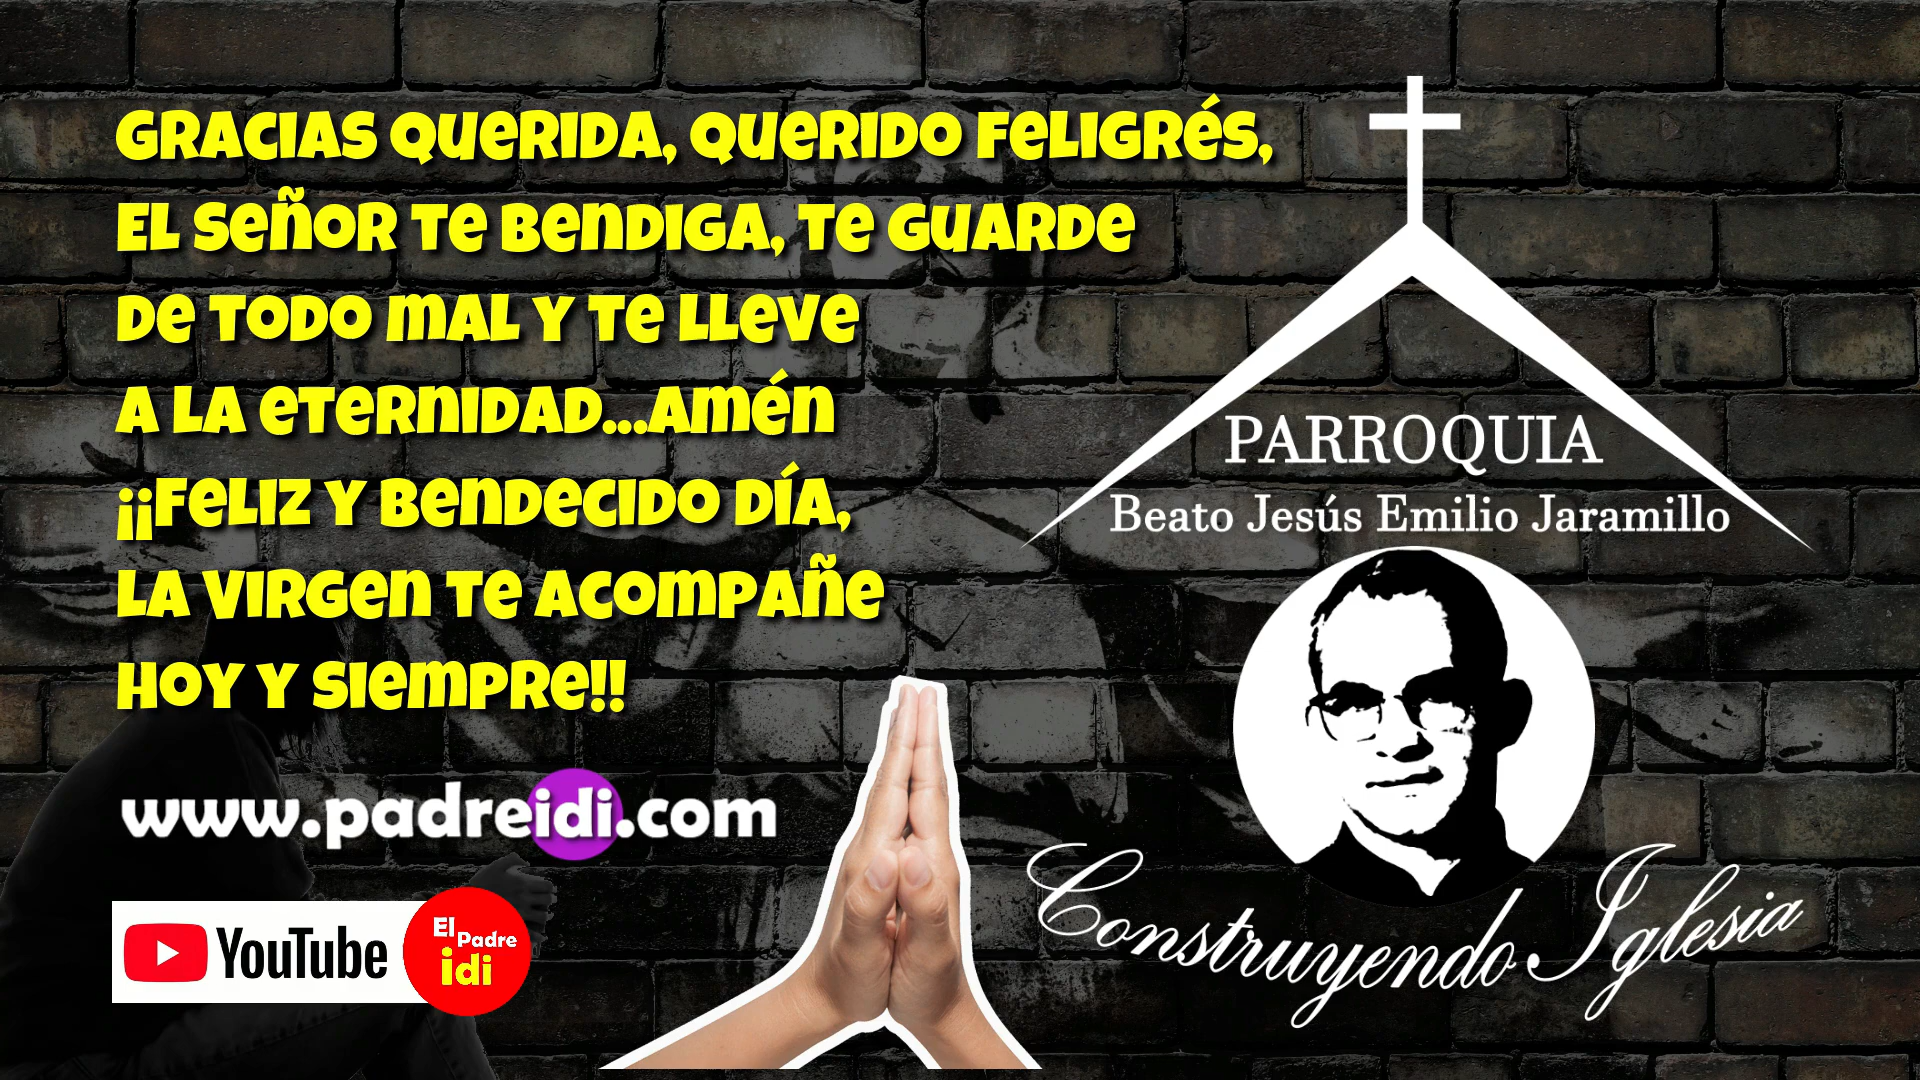 GRACIAS QUERIDA, QUERIDO FELIGRÉS,
EL SEÑOR TE BENDIGA, TE GUARDE
DE TODO MAL Y TE LLEVE
A LA ETERNIDAD...AMÉN
¡¡FELIZ Y BENDECIDO DÍA,
LA VIRGEN TE ACOMPAÑE
HOY Y SIEMPRE!!
www.padreidi.com
YouTube
El Padre
idi
PARROQUIA
Beato Jesús Emilio Jaramillo
Construyendo Iglesia